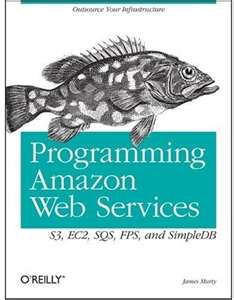 Outsource Your Infrastructure
Programming
Amazon
Web Services
S3, EC2, SQS, FPS, and SimpleDB
O'REILLY®
James Murty